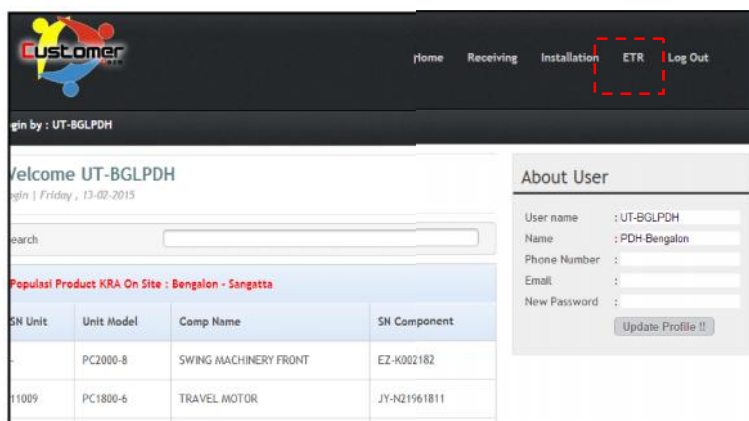 Customer
Home Receiving Installation ETR Log Out
gin by : UT-BGLPDH
Welcome UT-BGLPDH
ogin | Friday , 13-02-2015
earch
Populasi Product KRA On Site : Bengalon - Sangatta
SN Unit Unit Model Comp Name SN Component
- PC2000-8 SWING MACHINERY FRONT EZ-K002182
11009 PC1800-6 TRAVEL MOTOR JY-N21961811
About User
User name : UT-BGLPDH
Name : PDH-Bengalon
Phone Number :
Email :
New Password :
Update Profile !!